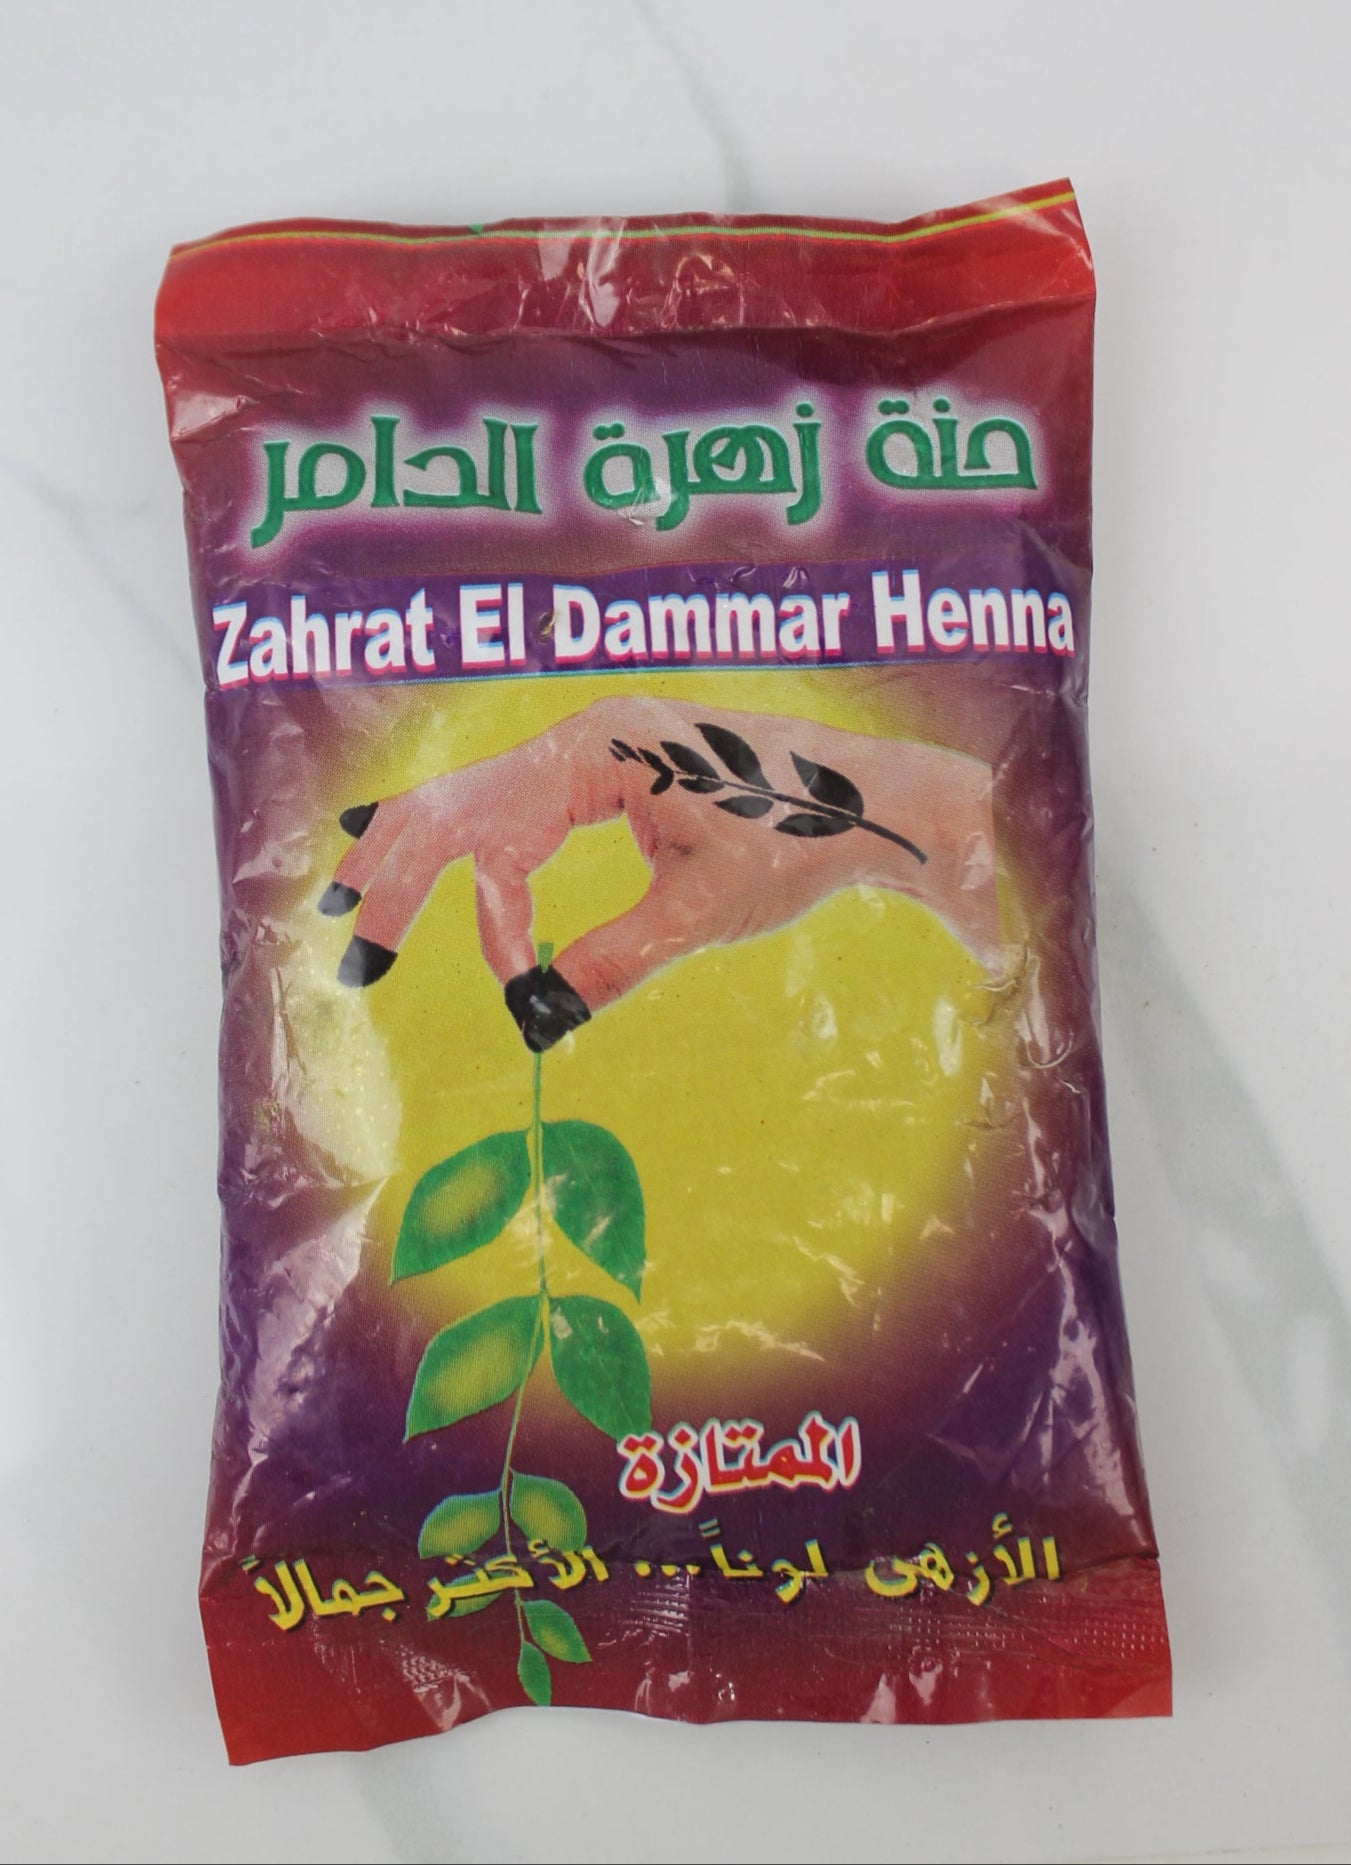 حنة زهرة الدامر
Zahrat El Dammar Henna
الممتازة
الأزهى لوناً... الأكثر جمالاً